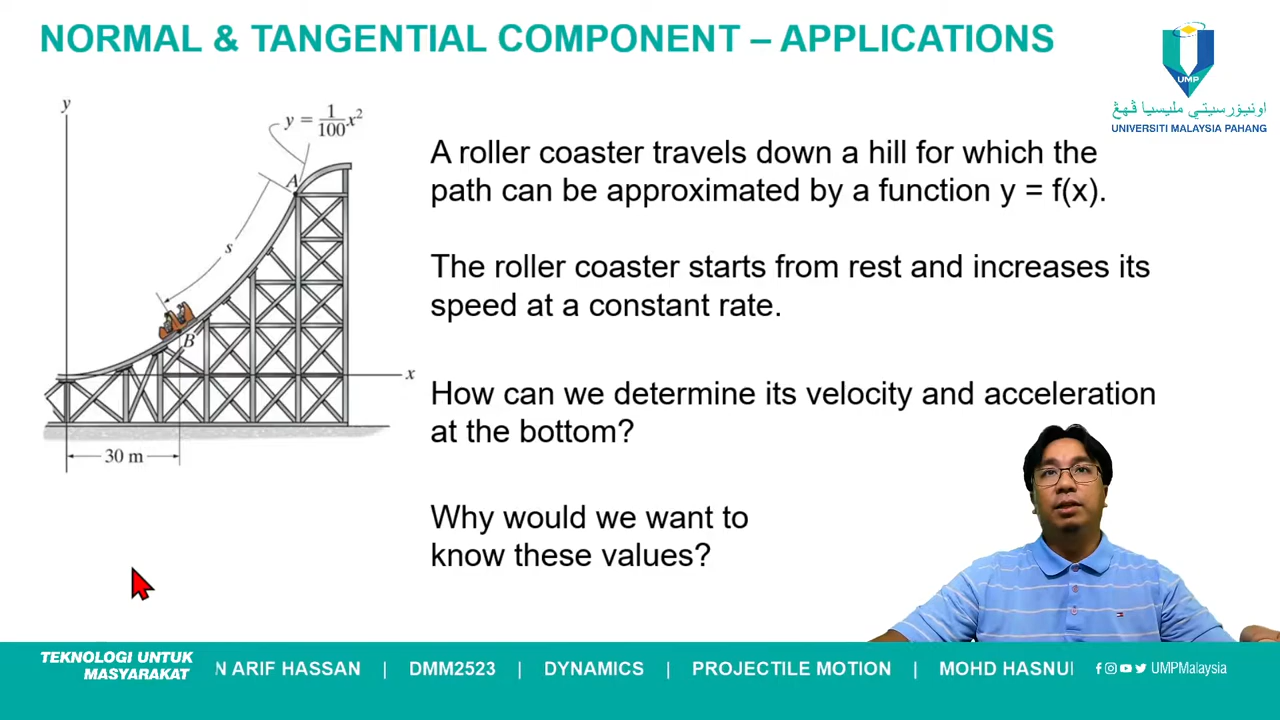 NORMAL & TANGENTIAL COMPONENT – APPLICATIONS
UMP
اونيۏرسيتي مليسيا ڤهڠ
UNIVERSITI MALAYSIA PAHANG
y
y = 1/100 x²
A
s
B
x
30 m
A roller coaster travels down a hill for which the
path can be approximated by a function y = f(x).
The roller coaster starts from rest and increases its
speed at a constant rate.
How can we determine its velocity and acceleration
at the bottom?
Why would we want to
know these values?
TEKNOLOGI UNTUK
MASYARAKAT
N ARIF HASSAN | DMM2523 | DYNAMICS | PROJECTILE MOTION | MOHD HASNUI
UMPMalaysia